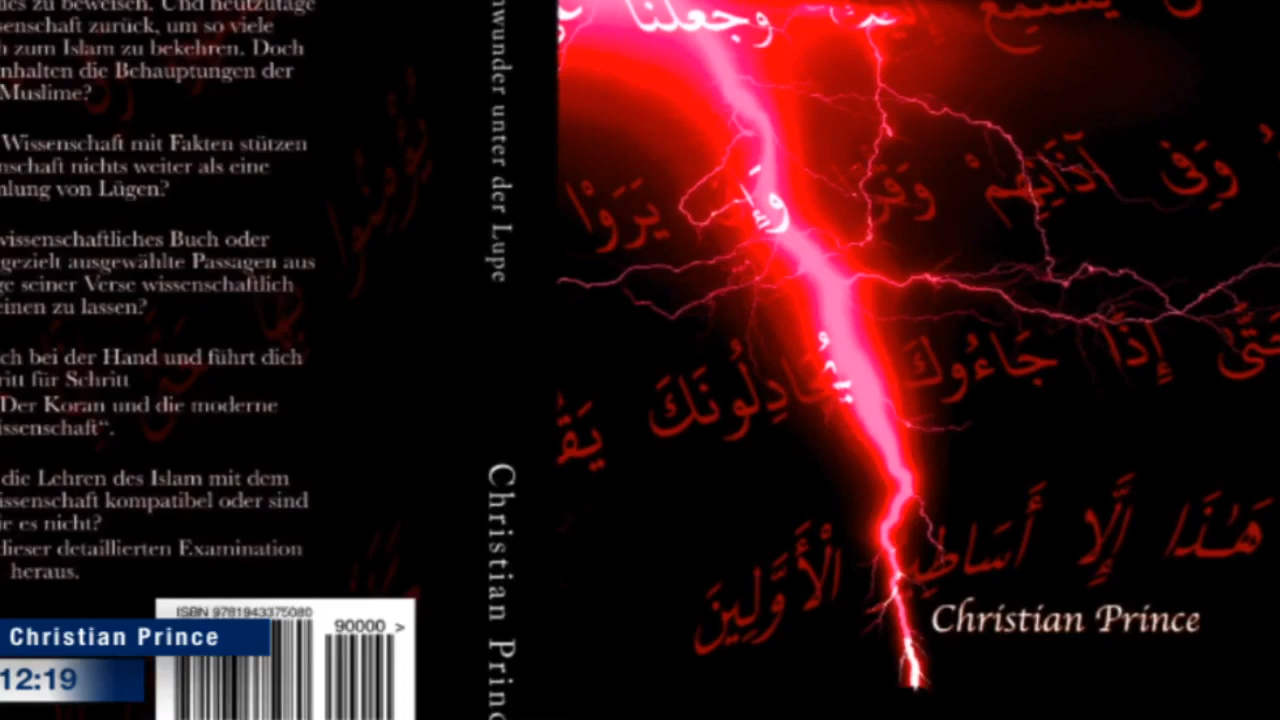 lles zu beweisen. Und heutzutage
senschaft zurück, um so viele
h zum Islam zu bekehren. Doch
nhalten die Behauptungen der
Muslime?
Wissenschaft mit Fakten stützen
nschaft nichts weiter als eine
mlung von Lügen?
wissenschaftliches Buch oder
gezielt ausgewählte Passagen aus
ge seiner Verse wissenschaftlich
einen zu lassen?
ch bei der Hand und führt dich
ritt für Schritt
Der Koran und die moderne
issenschaft“.
die Lehren des Islam mit dem
issenschaft kompatibel oder sind
ie es nicht?
dieser detaillierten Examination
heraus.
ISBN 9781943375080
90000 >
Christian Prince
12:19
nwunder unter der Lupe
Christian Princ
يَسْتَمِعُ إِلَيْكَ
وَجَعَلْنَا
وَفِي آذَانِهِمْ وَقْرًا وَإِن يَرَوْا
حَتَّىٰ إِذَا جَاءُوكَ يُجَادِلُونَكَ يَقُ
هَٰذَا إِلَّا أَسَاطِيرُ الْأَوَّلِينَ
Christian Prince